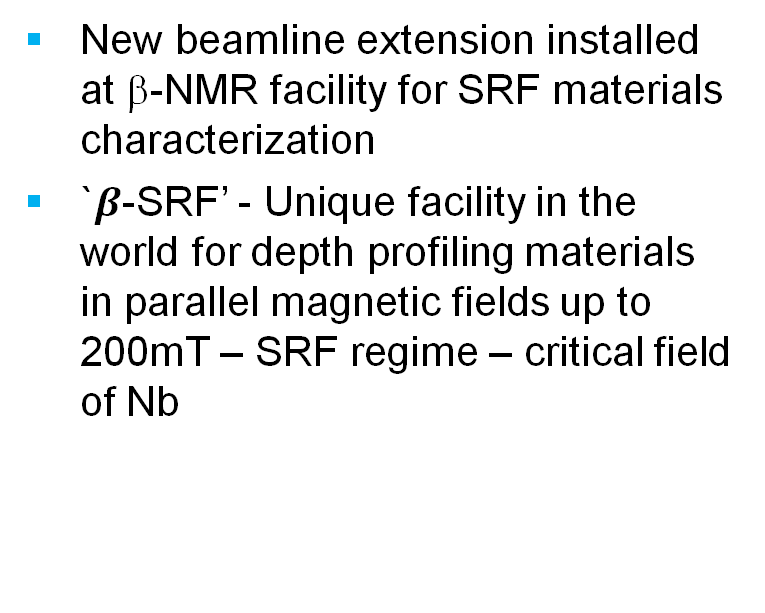 ▪ New beamline extension installed
at β-NMR facility for SRF materials
characterization
▪ `β-SRF’ - Unique facility in the
world for depth profiling materials
in parallel magnetic fields up to
200mT – SRF regime – critical field
of Nb